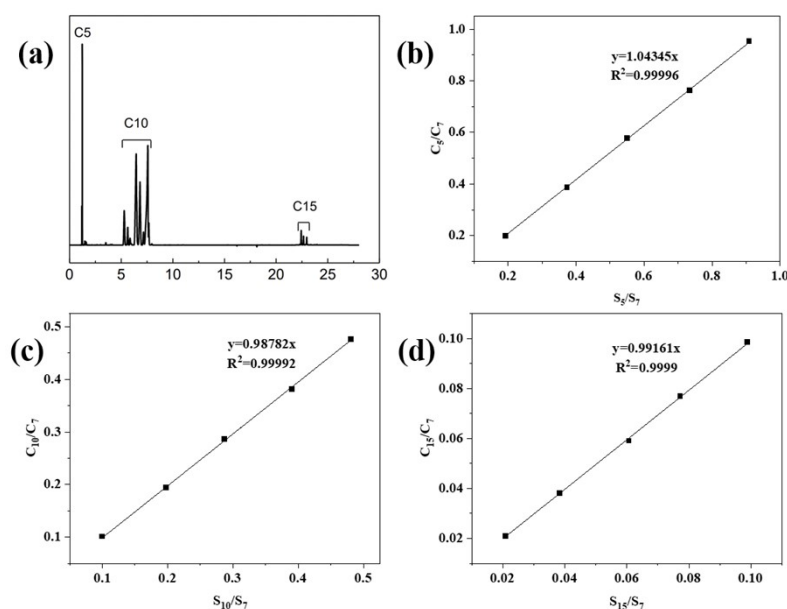 (a)
C5
C10
C15
0 5 10 15 20 25 30
(b)
y=1.04345x
R²=0.99996
C₅/C₇
1.0
0.8
0.6
0.4
0.2
0.2 0.4 0.6 0.8 1.0
S₅/S₇
(c)
y=0.98782x
R²=0.99992
C₁₀/C₇
0.5
0.4
0.3
0.2
0.1
0.1 0.2 0.3 0.4 0.5
S₁₀/S₇
(d)
y=0.99161x
R²=0.9999
C₁₅/C₇
0.10
0.08
0.06
0.04
0.02
0.02 0.04 0.06 0.08 0.10
S₁₅/S₇